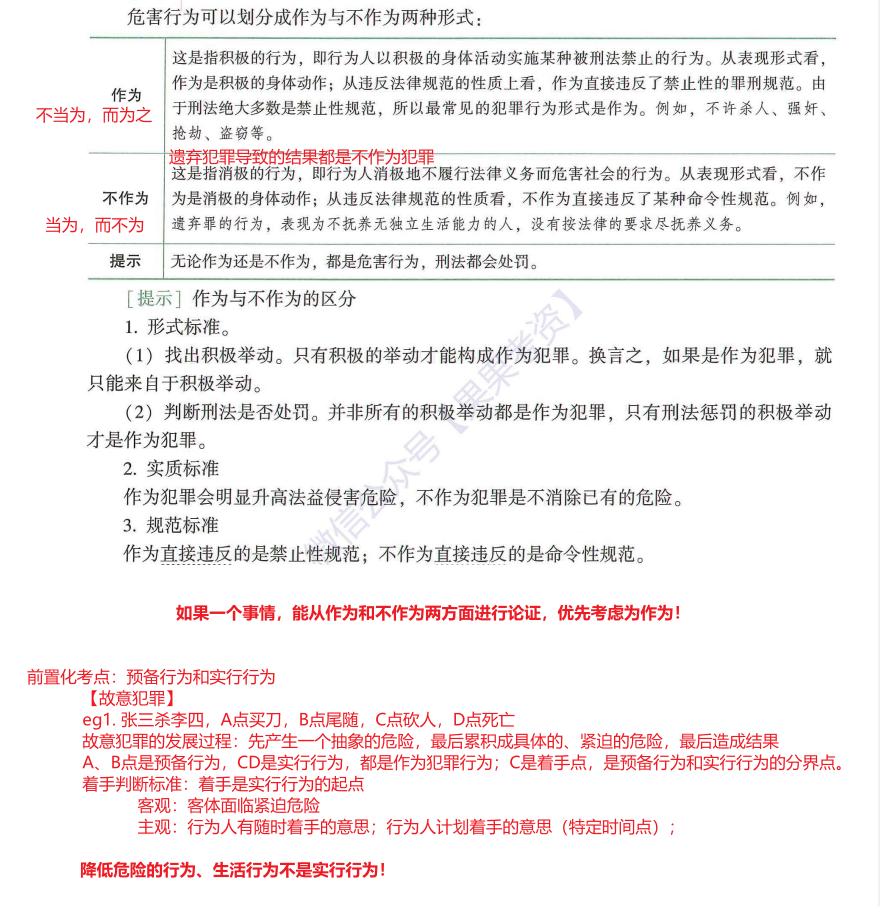 危害行为可以划分成作为与不作为两种形式：
作为
不当为，而为之
这是指积极的行为，即行为人以积极的身体活动实施某种被刑法禁止的行为。从表现形式看，
作为是积极的身体动作；从违反法律规范的性质上看，作为直接违反了禁止性的罪刑规范。由
于刑法绝大多数是禁止性规范，所以最常见的犯罪行为形式是作为。例如，不许杀人、强奸、
抢劫、盗窃等。
遗弃犯罪导致的结果都是不作为犯罪
不作为
当为，而不为
这是指消极的行为，即行为人消极地不履行法律义务而危害社会的行为。从表现形式看，不作
为是消极的身体动作；从违反法律规范的性质看，不作为直接违反了某种命令性规范。例如，
遗弃罪的行为，表现为不抚养无独立生活能力的人，没有按法律的要求尽抚养义务。
提示
无论作为还是不作为，都是危害行为，刑法都会处罚。
［提示］作为与不作为的区分
1. 形式标准。
（1）找出积极举动。只有积极的举动才能构成作为犯罪。换言之，如果是作为犯罪，就
只能来自于积极举动。
（2）判断刑法是否处罚。并非所有的积极举动都是作为犯罪，只有刑法惩罚的积极举动
才是作为犯罪。
2. 实质标准
作为犯罪会明显升高法益侵害危险，不作为犯罪是不消除已有的危险。
3. 规范标准
作为直接违反的是禁止性规范；不作为直接违反的是命令性规范。
微信公众号【果果考资】
如果一个事情，能从作为和不作为两方面进行论证，优先考虑为作为！
前置化考点：预备行为和实行行为
【故意犯罪】
eg1. 张三杀李四，A点买刀，B点尾随，C点砍人，D点死亡
故意犯罪的发展过程：先产生一个抽象的危险，最后累积成具体的、紧迫的危险，最后造成结果
A、B点是预备行为，CD是实行行为，都是作为犯罪行为；C是着手点，是预备行为和实行行为的分界点。
着手判断标准：着手是实行行为的起点
客观：客体面临紧迫危险
主观：行为人有随时着手的意思；行为人计划着手的意思（特定时间点）；
降低危险的行为、生活行为不是实行行为！